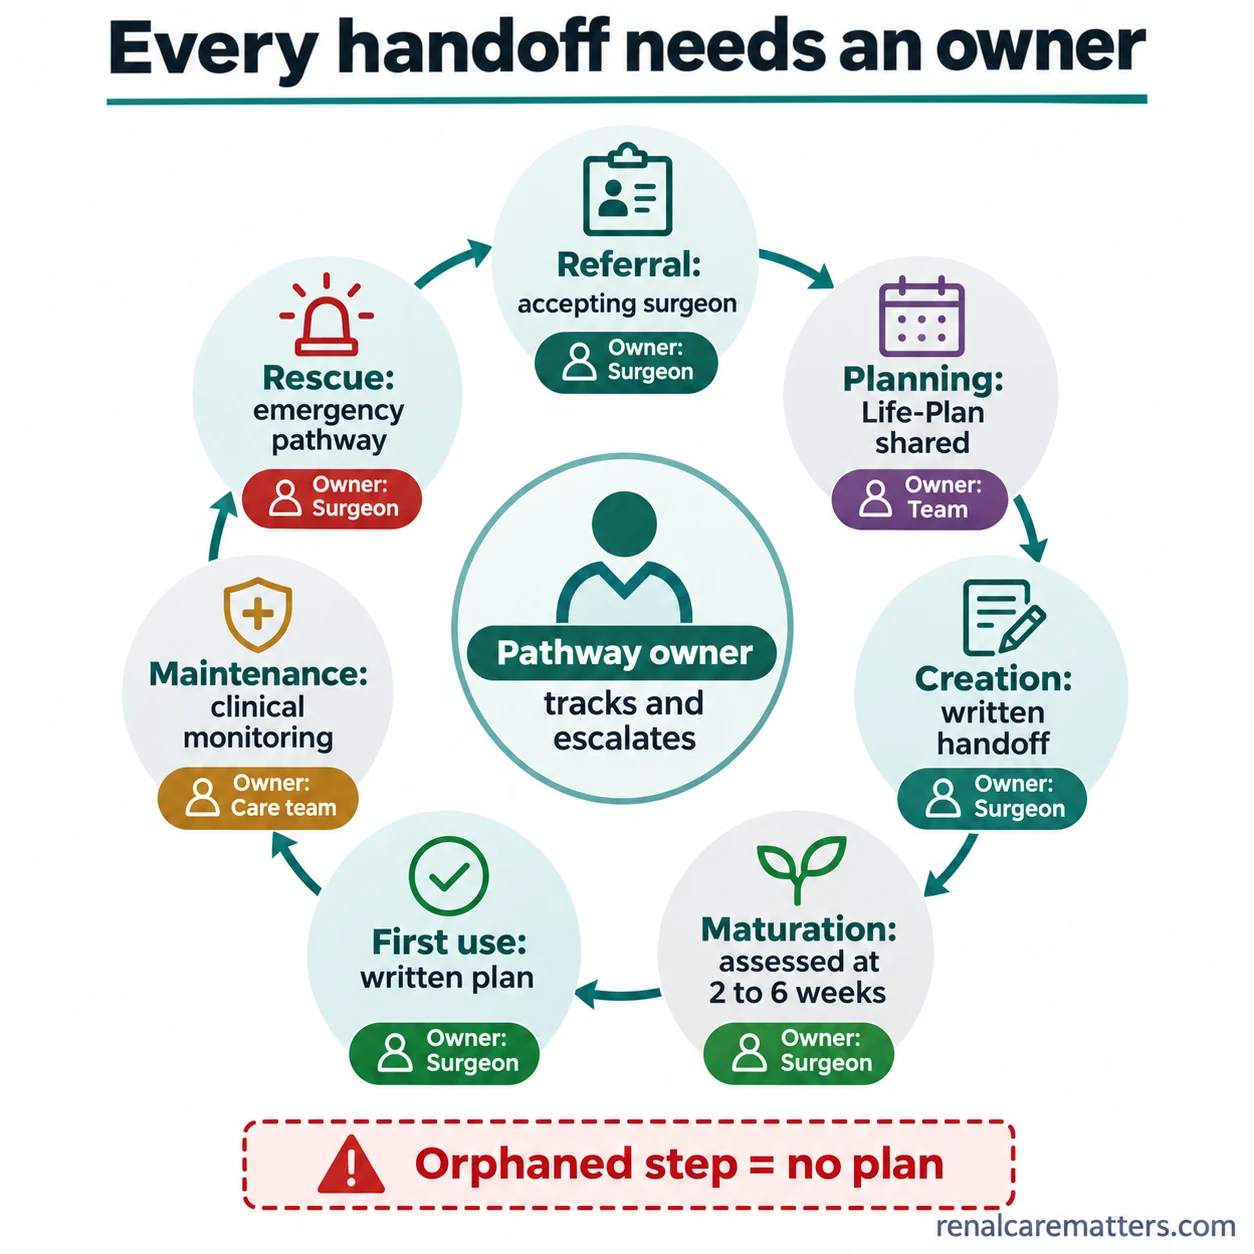 Every handoff needs an owner
Referral:
accepting surgeon
Owner:
Surgeon
Planning:
Life-Plan
shared
Owner:
Team
Creation:
written
handoff
Owner:
Surgeon
Maturation:
assessed at
2 to 6 weeks
Owner:
Surgeon
First use:
written plan
Owner:
Surgeon
Maintenance:
clinical
monitoring
Owner:
Care team
Rescue:
emergency
pathway
Owner:
Surgeon
Pathway owner
tracks and
escalates
Orphaned step = no plan
renalcarematters.com